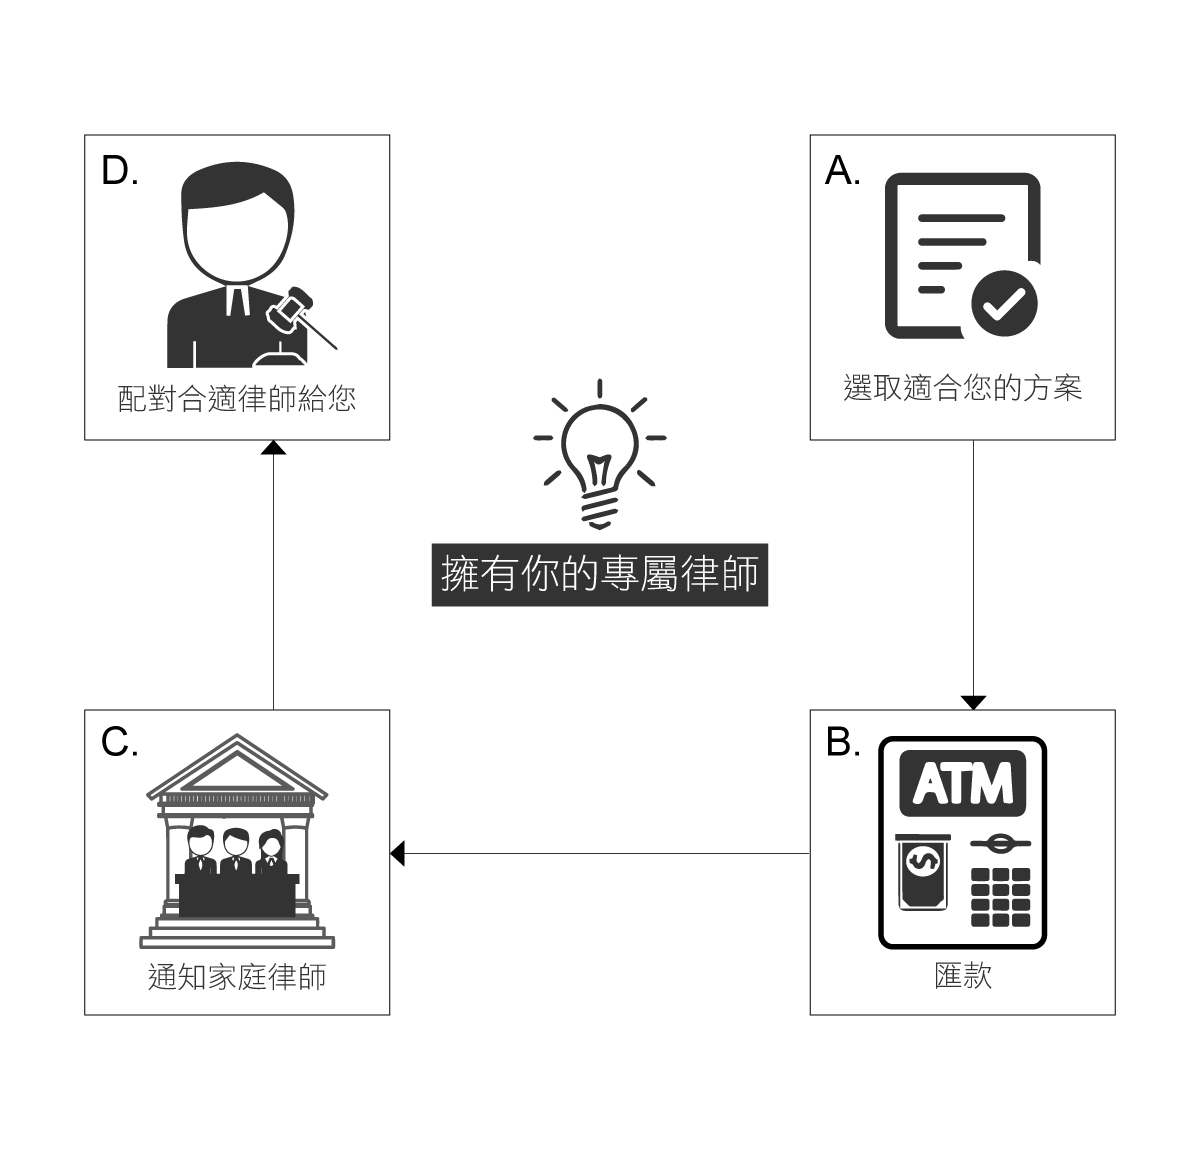 A.
選取適合您的方案
B.
ATM
$
匯款
C.
通知家庭律師
D.
配對合適律師給您
擁有你的專屬律師